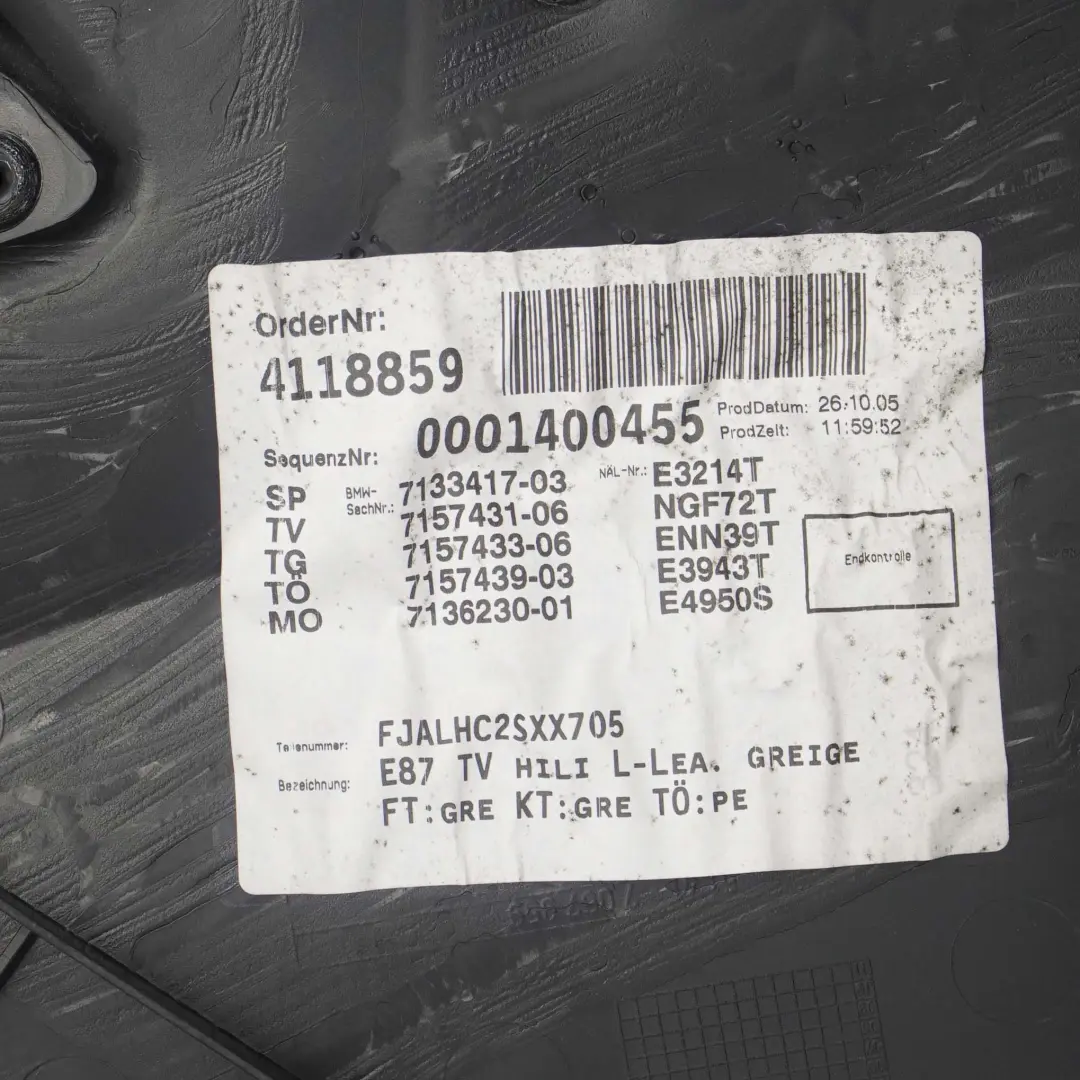 OrderNr:
4118859
0001400455
ProdDatum: 26.10.05
ProdZeit: 11:59:52
SequenzNr:
SP BMW-SachNr.: 7133417-03 NÄL-Nr.: E3214T
TV 7157431-06 NGF72T
TG 7157433-06 ENN39T
TÖ 7157439-03 E3943T
MO 7136230-01 E4950S
Endkontrolle
Teilenummer: FJALHC2SXX705
Bezeichnung: E87 TV HILI L-LEA. GREIGE
FT:GRE KT:GRE TÖ:PE